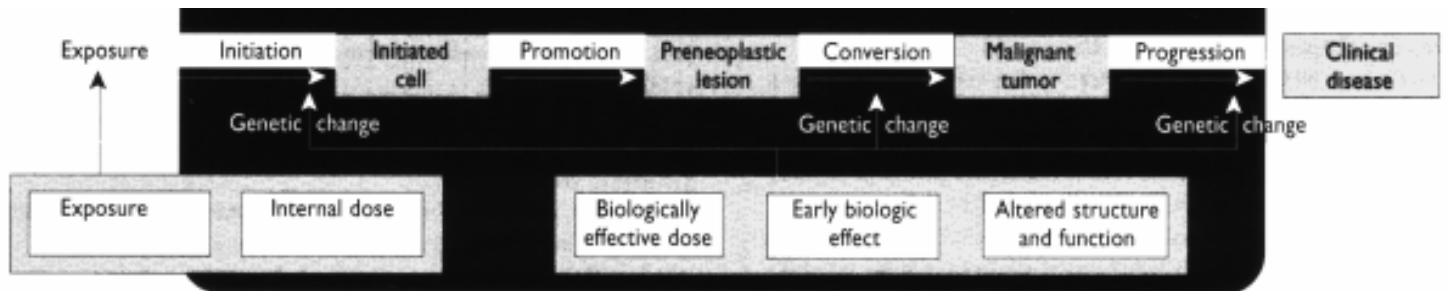 Exposure
Initiation
Initiated
cell
Promotion
Preneoplastic
lesion
Conversion
Malignant
tumor
Progression
Clinical
disease
Genetic change
Genetic change
Genetic change
Exposure
Internal dose
Biologically
effective dose
Early biologic
effect
Altered structure
and function